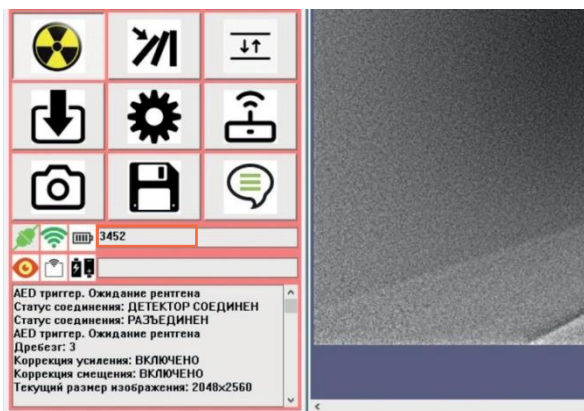 3452
AED триггер. Ожидание рентгена
Статус соединения: ДЕТЕКТОР СОЕДИНЕН
Статус соединения: РАЗЪЕДИНЕН
AED триггер. Ожидание рентгена
Дребезг: 3
Коррекция усиления: ВКЛЮЧЕНО
Коррекция смещения: ВКЛЮЧЕНО
Текущий размер изображения: 2048x2560